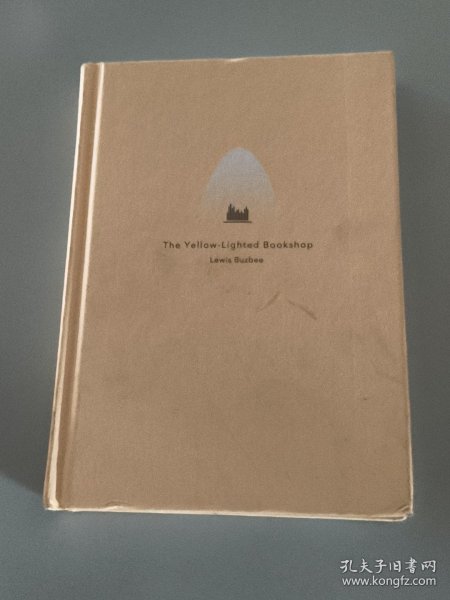 The Yellow-Lighted Bookshop
Lewis Buzbee
孔夫子旧书网
www.kongfz.com